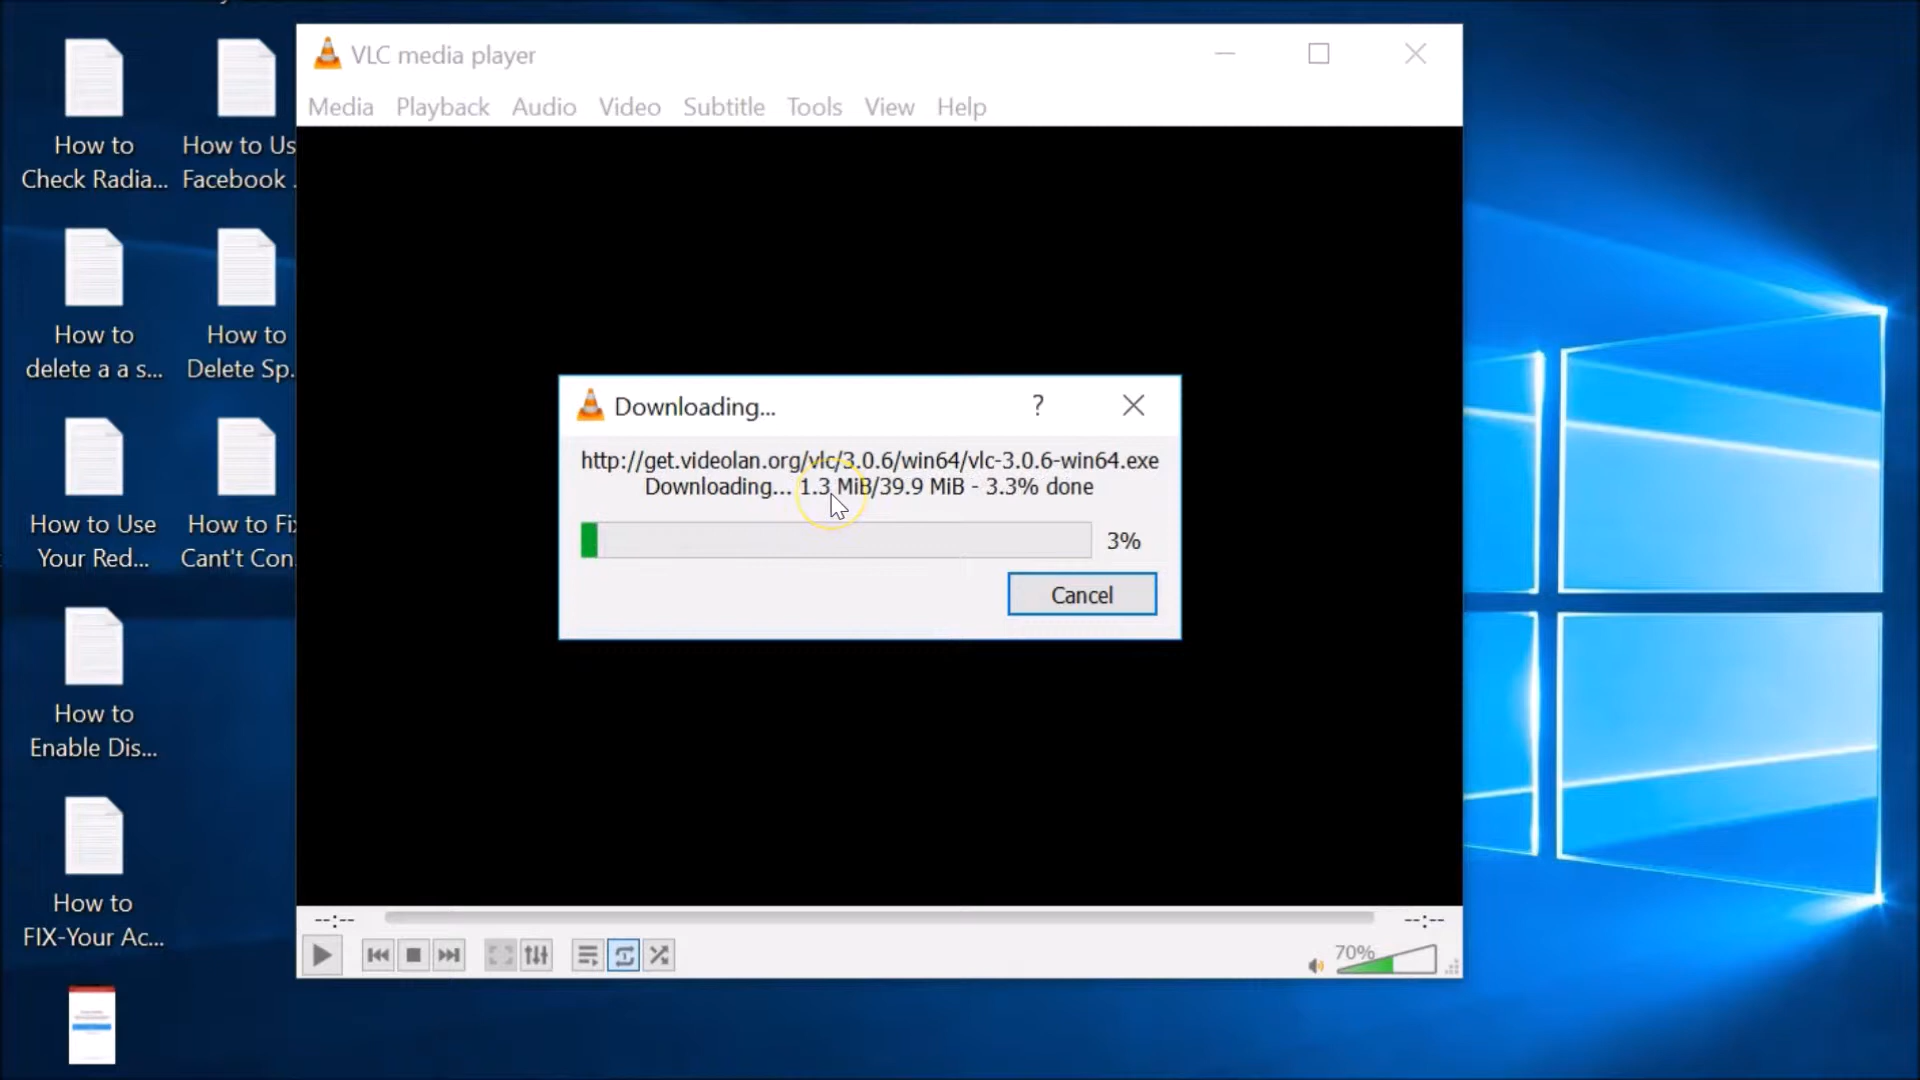 VLC media player
Media Playback Audio Video Subtitle Tools View Help
How to
Check Radia...
How to Us
Facebook .
How to
delete a a s...
How to
Delete Sp.
How to Use
Your Red...
How to Fi
Cant't Con.
How to
Enable Dis...
How to
FIX-Your Ac...
Downloading...
?
http://get.videolan.org/vlc/3.0.6/win64/vlc-3.0.6-win64.exe
Downloading... 1.3 MiB/39.9 MiB - 3.3% done
3%
Cancel
--:-- --:--
70%